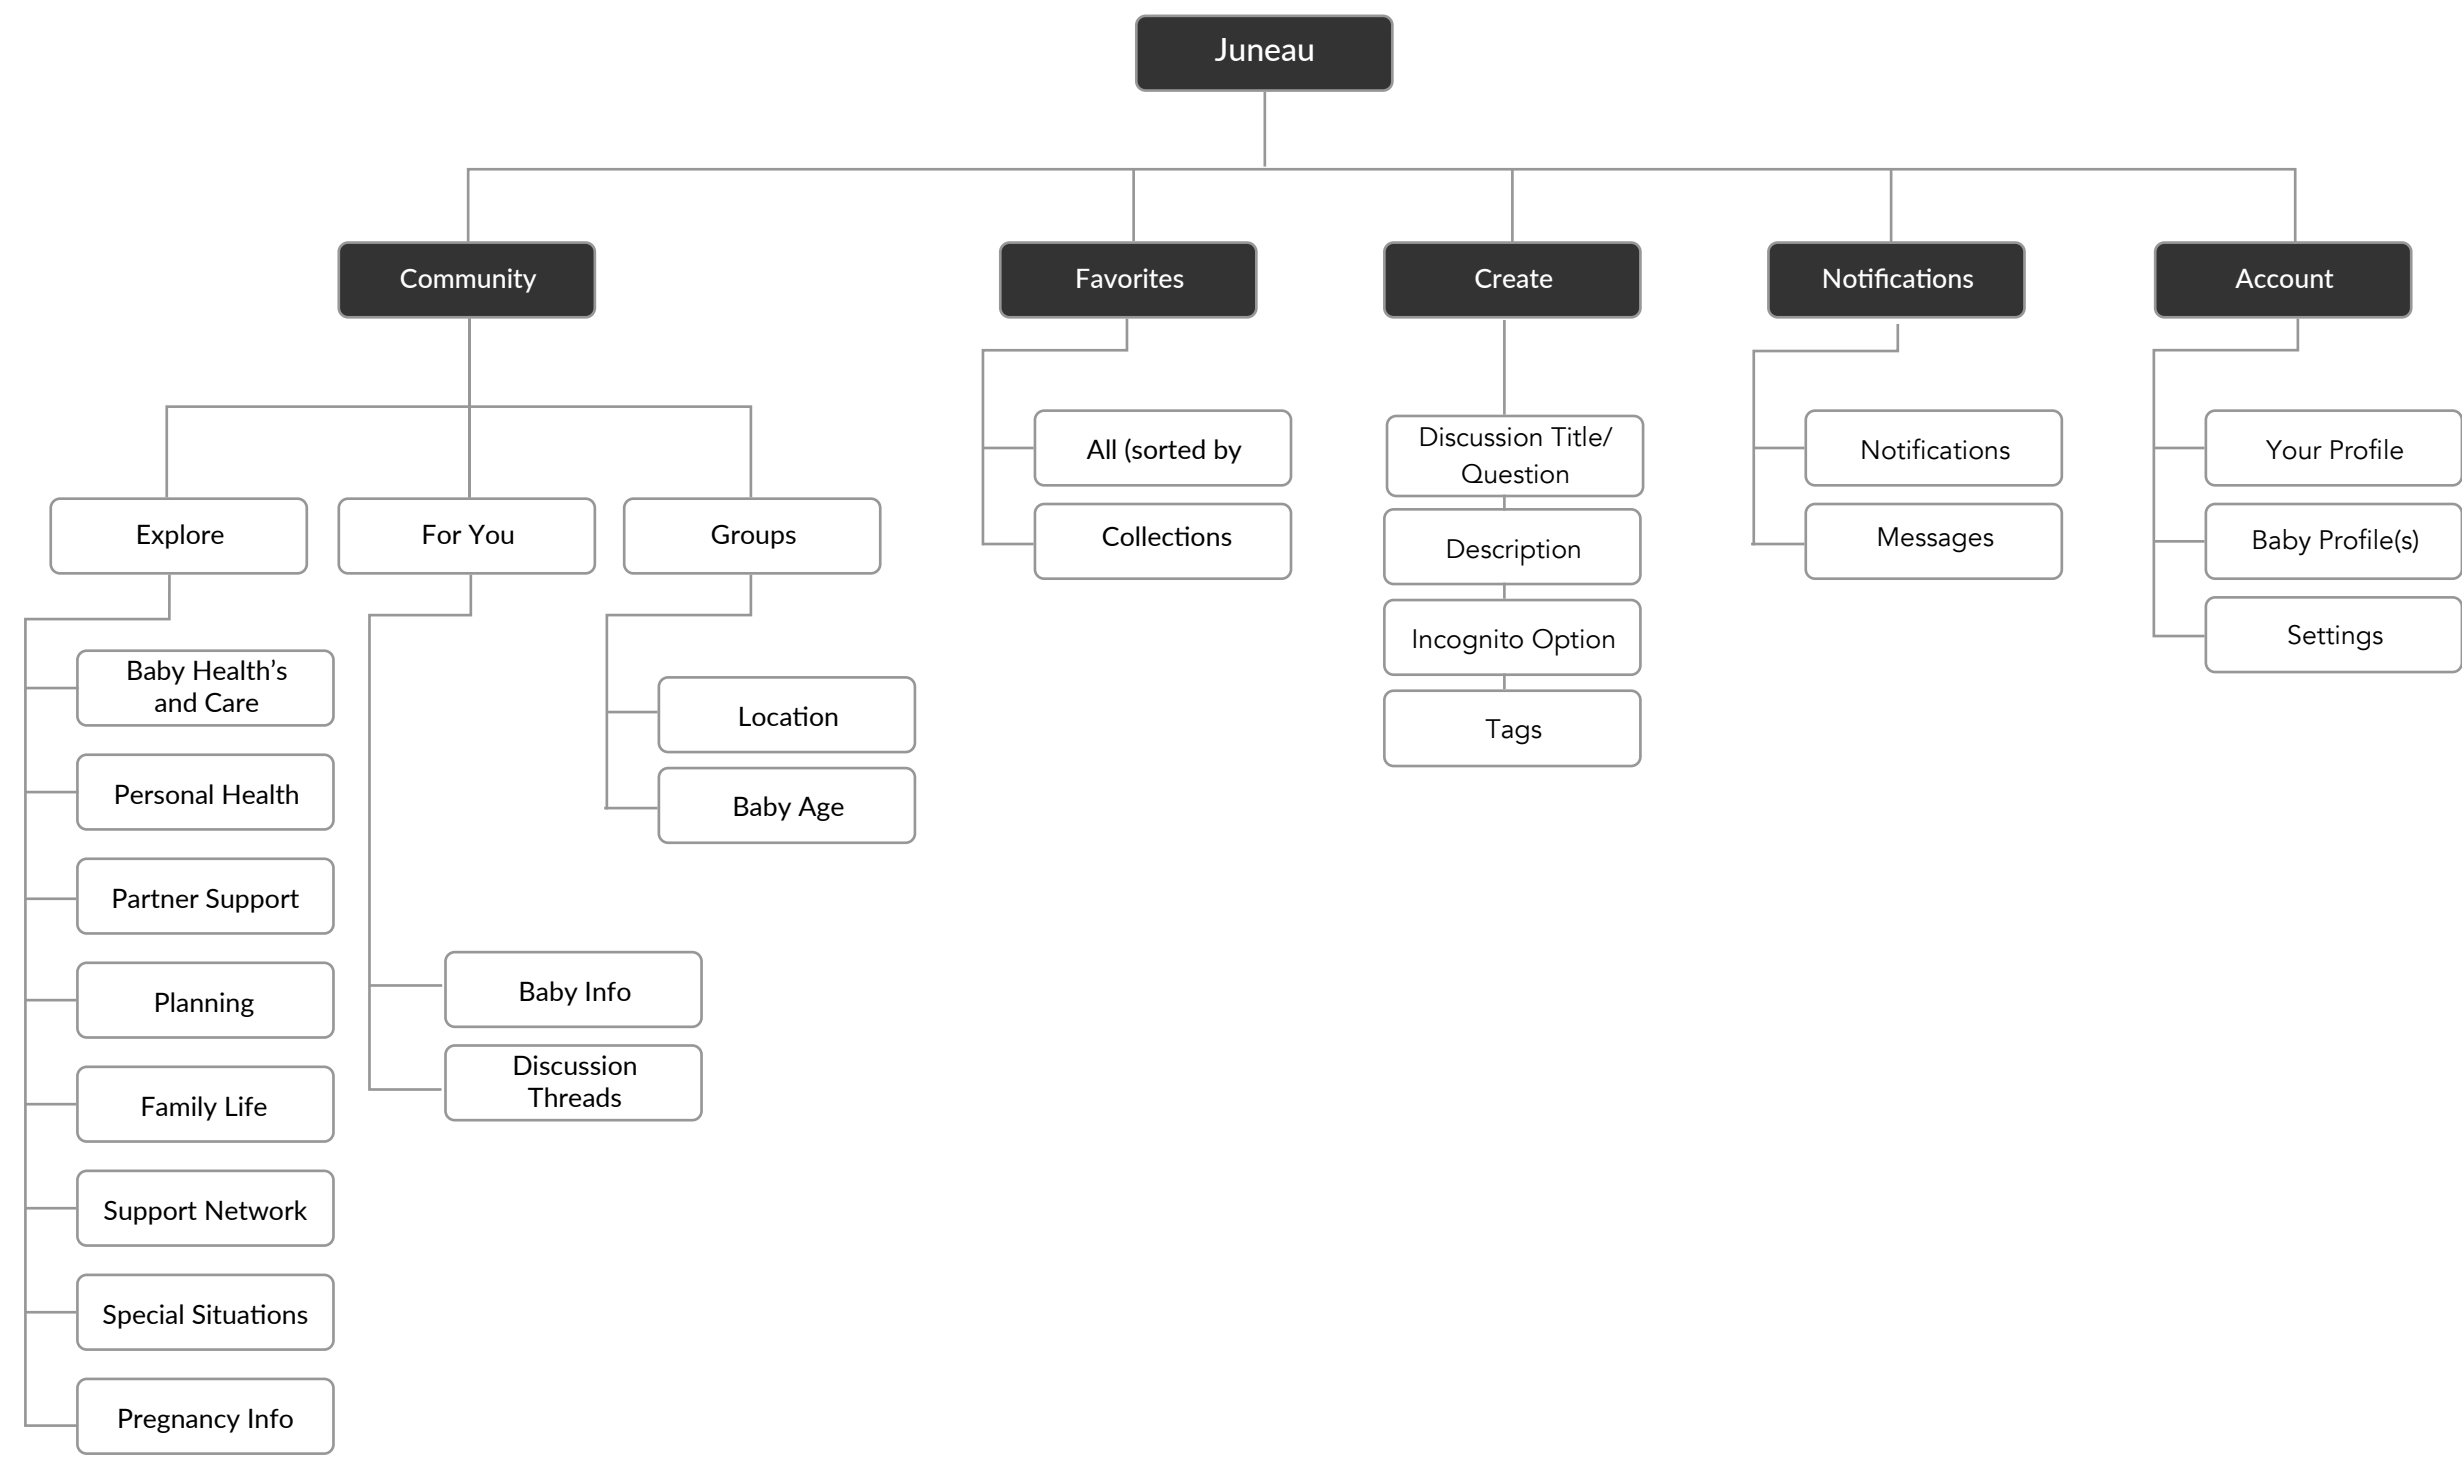 Juneau
Community
Favorites
Create
Notifications
Account
Explore
For You
Groups
Baby Health’s
and Care
Personal Health
Partner Support
Planning
Family Life
Support Network
Special Situations
Pregnancy Info
Baby Info
Discussion
Threads
Location
Baby Age
All (sorted by
Collections
Discussion Title/
Question
Description
Incognito Option
Tags
Notifications
Messages
Your Profile
Baby Profile(s)
Settings